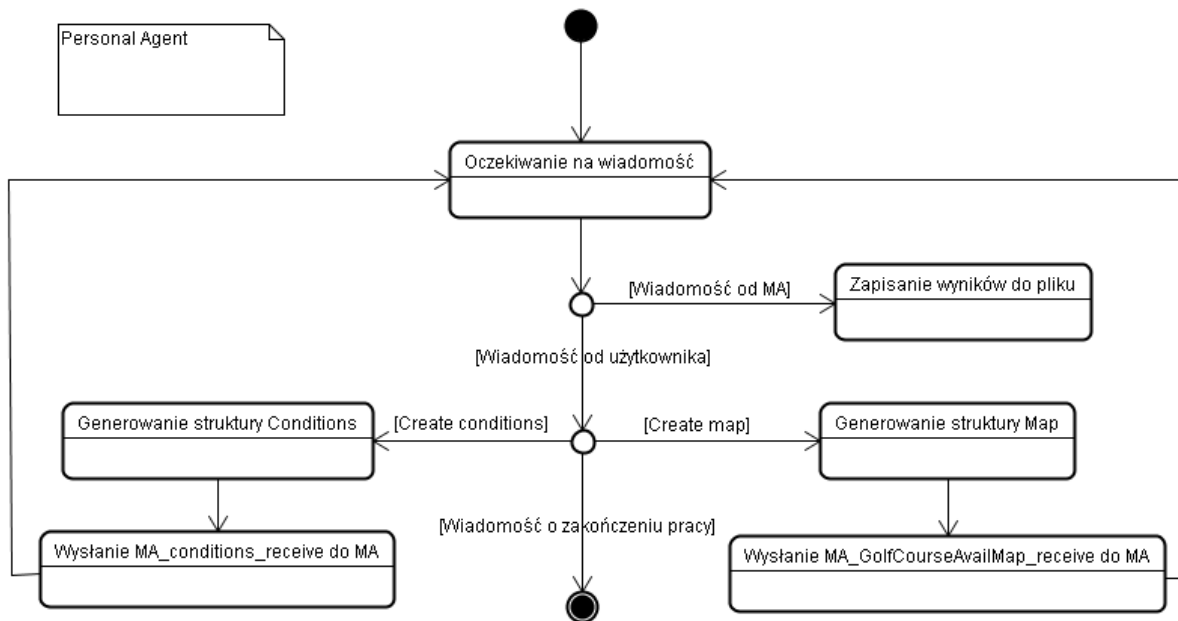 Personal Agent
Oczekiwanie na wiadomość
[Wiadomość od MA]
Zapisanie wyników do pliku
[Wiadomość od użytkownika]
Generowanie struktury Conditions
[Create conditions]
[Create map]
Generowanie struktury Map
[Wiadomość o zakończeniu pracy]
Wysłanie MA_conditions_receive do MA
Wysłanie MA_GolfCourseAvailMap_receive do MA